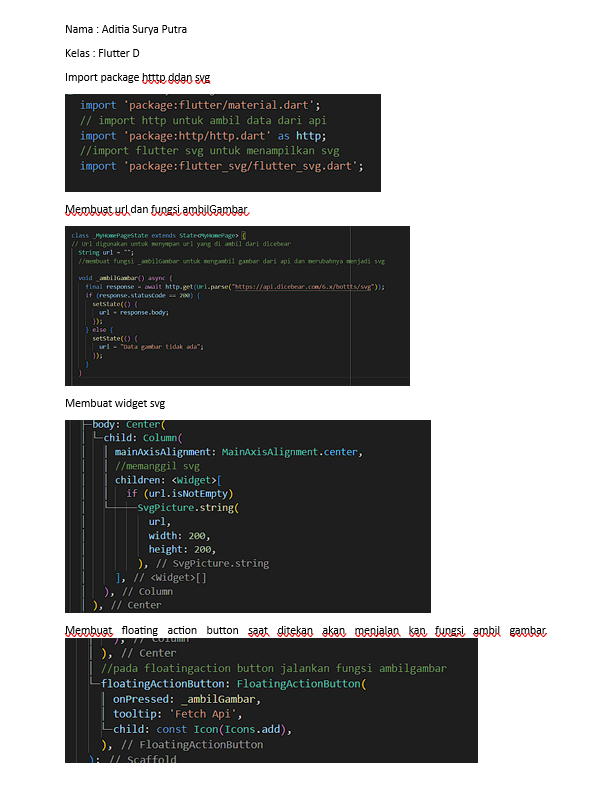 Nama : Aditia Surya Putra
Kelas : Flutter D
Import package htttp ddan svg
import 'package:flutter/material.dart';
// import http untuk ambil data dari api
import 'package:http/http.dart' as http;
//import flutter svg untuk menampilkan svg
import 'package:flutter_svg/flutter_svg.dart';
Membuat url dan fungsi ambilGambar
class _MyHomePageState extends State<MyHomePage> {
// Url digunakan untuk menympan url yang di ambil dari dicebear
String url = "";
//membuat fungsi _ambilGambar untuk mengambil gambar dari api dan merubahnya menjadi svg
void _ambilGambar() async {
final response = await http.get(Uri.parse("https://api.dicebear.com/6.x/bottts/svg"));
if (response.statusCode == 200) {
setState(() {
url = response.body;
});
} else {
setState(() {
url = "Data gambar tidak ada";
});
}
}
Membuat widget svg
body: Center(
child: Column(
mainAxisAlignment: MainAxisAlignment.center,
//memanggil svg
children: <Widget>[
if (url.isNotEmpty)
SvgPicture.string(
url,
width: 200,
height: 200,
), // SvgPicture.string
], // <Widget>[]
), // Column
), // Center
Membuat floating action button saat ditekan akan menjalan kan fungsi ambil gambar
), // Column
), // Center
//pada floatingaction button jalankan fungsi ambilgambar
floatingActionButton: FloatingActionButton(
onPressed: _ambilGambar,
tooltip: 'Fetch Api',
child: const Icon(Icons.add),
), // FloatingActionButton
); // Scaffold